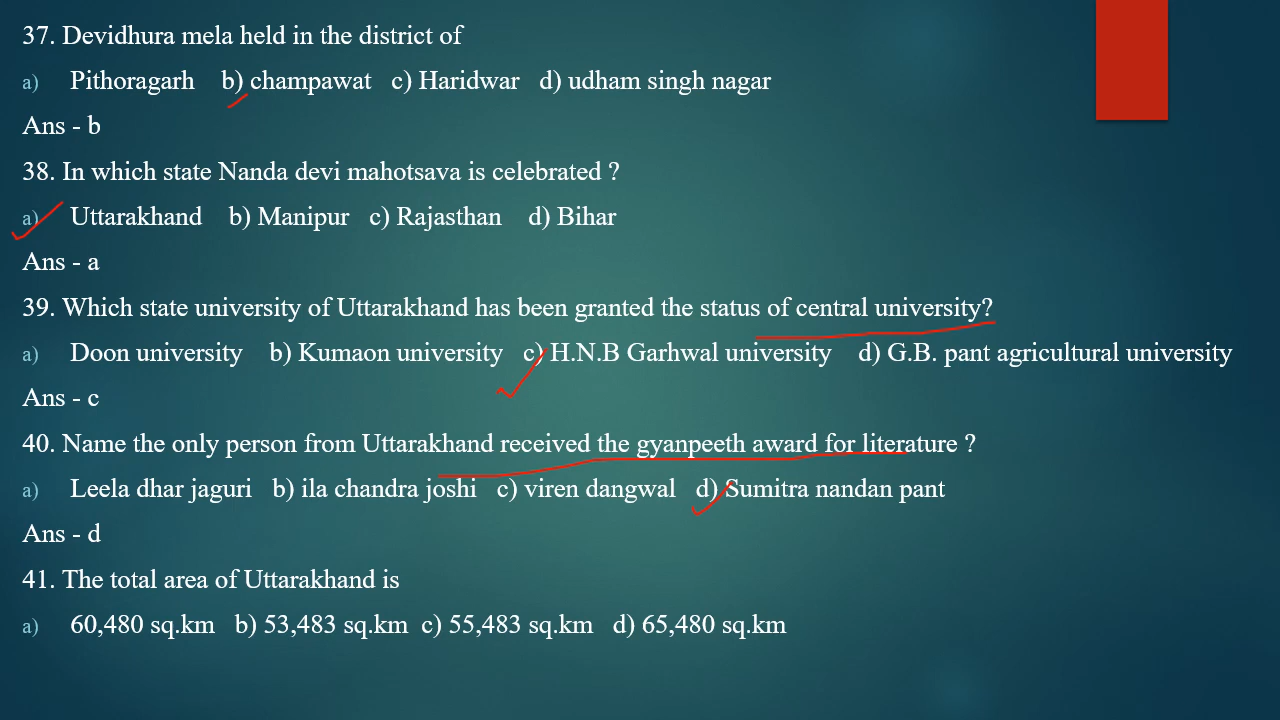 37. Devidhura mela held in the district of
a) Pithoragarh b) champawat c) Haridwar d) udham singh nagar
Ans - b
38. In which state Nanda devi mahotsava is celebrated ?
a) Uttarakhand b) Manipur c) Rajasthan d) Bihar
Ans - a
39. Which state university of Uttarakhand has been granted the status of central university?
a) Doon university b) Kumaon university c) H.N.B Garhwal university d) G.B. pant agricultural university
Ans - c
40. Name the only person from Uttarakhand received the gyanpeeth award for literature ?
a) Leela dhar jaguri b) ila chandra joshi c) viren dangwal d) Sumitra nandan pant
Ans - d
41. The total area of Uttarakhand is
a) 60,480 sq.km b) 53,483 sq.km c) 55,483 sq.km d) 65,480 sq.km